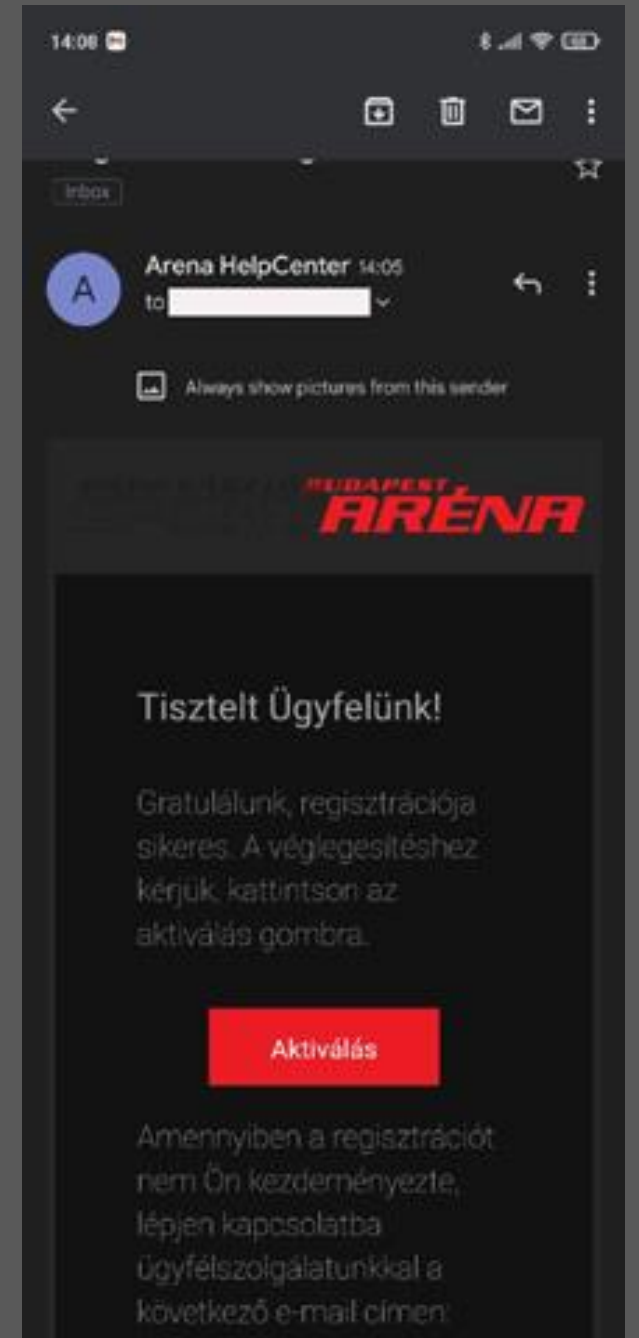 14:08
Inbox
Arena HelpCenter 14:05
to
Always show pictures from this sender
BUDAPEST
ARÉNA
Tisztelt Ügyfelünk!
Gratulálunk, regisztrációja
sikeres. A véglegesítéshez
kérjük, kattintson az
aktiválás gombra.
Aktiválás
Amennyiben a regisztrációt
nem Ön kezdeményezte,
lépjen kapcsolatba
ügyfélszolgálatunkkal a
következő e-mail címen: